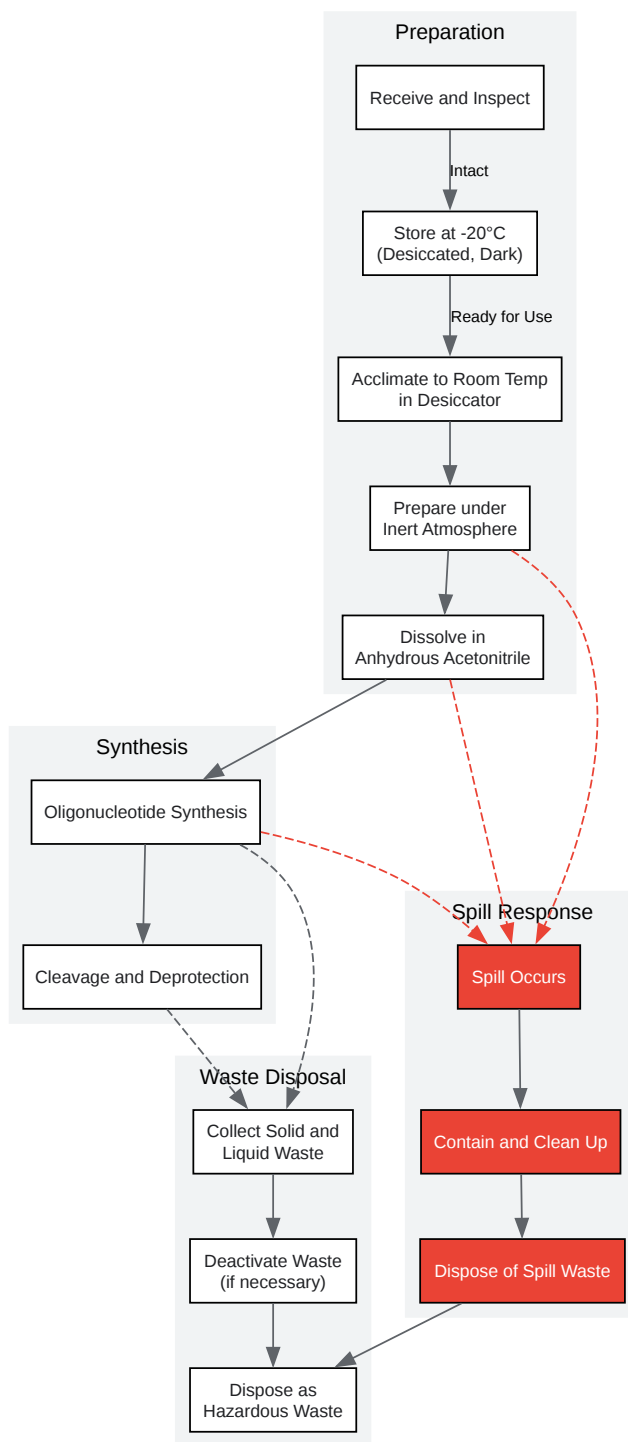 Preparation
Receive and Inspect
Intact
Store at -20°C
(Desiccated, Dark)
Ready for Use
Acclimate to Room Temp
in Desiccator
Prepare under
Inert Atmosphere
Dissolve in
Anhydrous Acetonitrile
Synthesis
Oligonucleotide Synthesis
Cleavage and Deprotection
Spill Response
Spill Occurs
Contain and Clean Up
Dispose of Spill Waste
Waste Disposal
Collect Solid and
Liquid Waste
Deactivate Waste
(if necessary)
Dispose as
Hazardous Waste